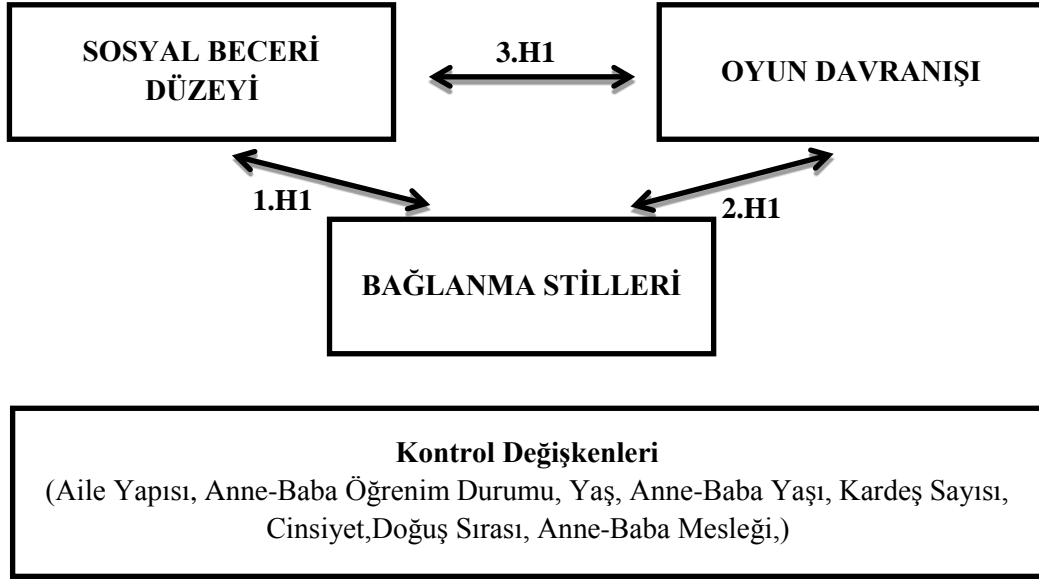 SOSYAL BECERİ
DÜZEYİ
3.H1
OYUN DAVRANIŞI
1.H1
2.H1
BAĞLANMA STİLLERİ
Kontrol Değişkenleri
(Aile Yapısı, Anne-Baba Öğrenim Durumu, Yaş, Anne-Baba Yaşı, Kardeş Sayısı,
Cinsiyet,Doğuş Sırası, Anne-Baba Mesleği,)